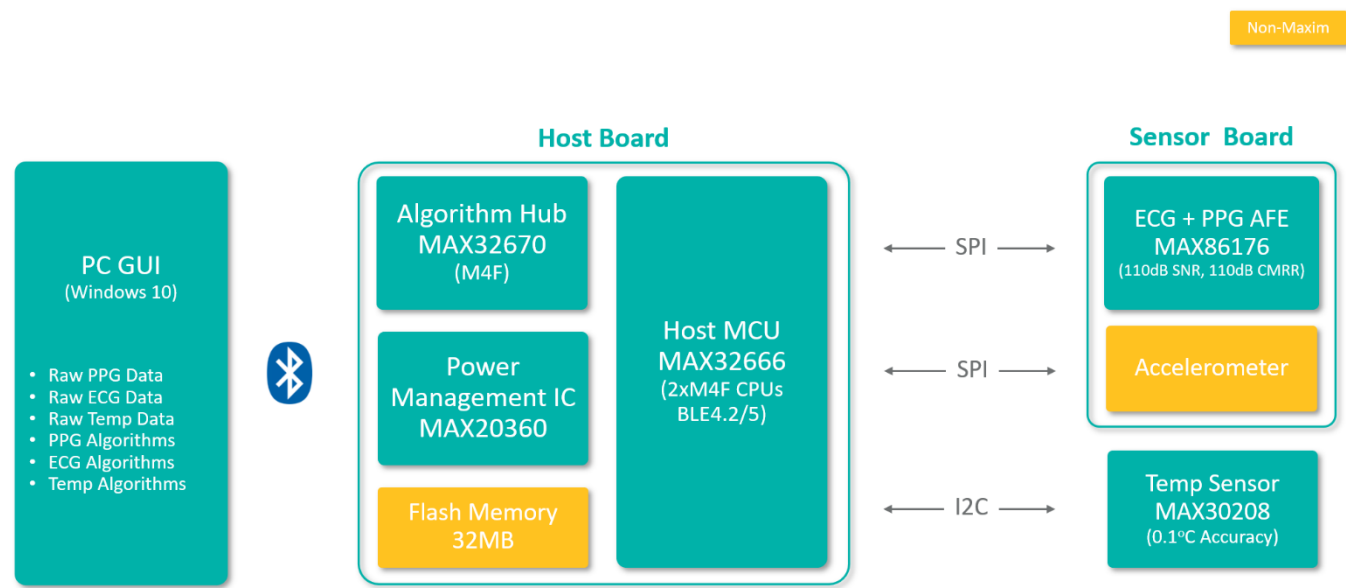 Non-Maxim
Host Board
Sensor Board
PC GUI
(Windows 10)
• Raw PPG Data
• Raw ECG Data
• Raw Temp Data
• PPG Algorithms
• ECG Algorithms
• Temp Algorithms
Algorithm Hub
MAX32670
(M4F)
Power
Management IC
MAX20360
Flash Memory
32MB
Host MCU
MAX32666
(2xM4F CPUs
BLE4.2/5)
SPI
SPI
I2C
ECG + PPG AFE
MAX86176
(110dB SNR, 110dB CMRR)
Accelerometer
Temp Sensor
MAX30208
(0.1°C Accuracy)